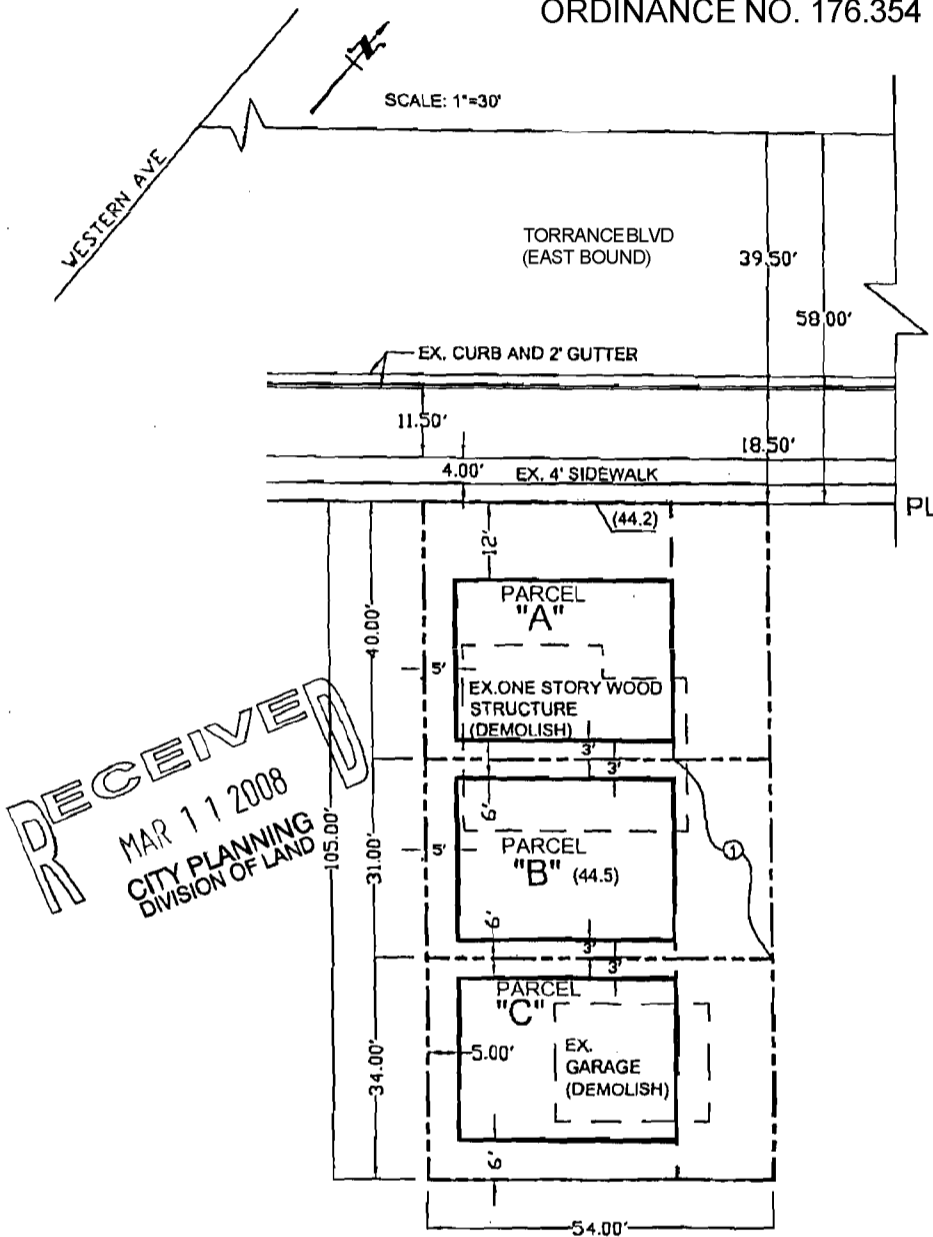 ORDINANCE NO. 176.354
N
SCALE: 1"=30'
WESTERN AVE
TORRANCEBLVD
(EAST BOUND)
39.50'
58.00'
EX. CURB AND 2' GUTTER
11.50'
18.50'
4.00'
EX. 4' SIDEWALK
PL
(44.2)
12'
PARCEL
"A"
40.00'
5'
EX.ONE STORY WOOD
STRUCTURE
(DEMOLISH)
3'
3'
6'
RECEIVED
MAR 11 2008
CITY PLANNING
DIVISION OF LAND
105.00'
31.00'
5'
PARCEL
"B" (44.5)
1
6'
3'
3'
PARCEL
"C"
34.00'
5.00'
EX.
GARAGE
(DEMOLISH)
6'
54.00'